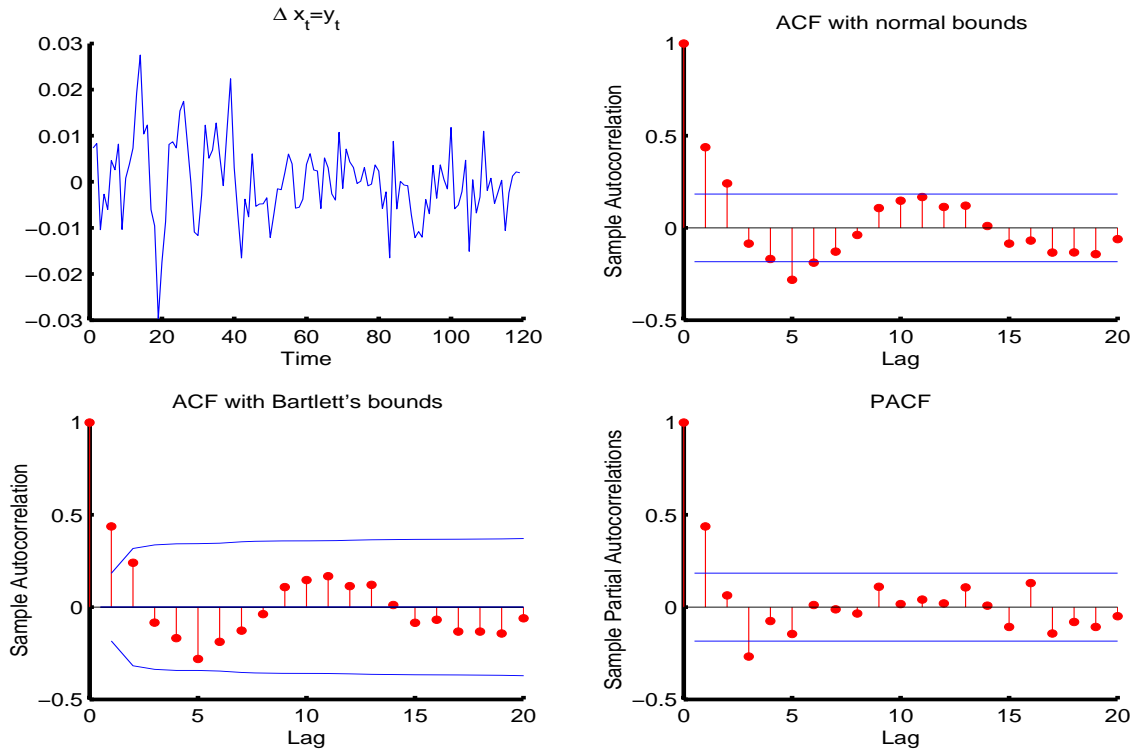 Δ x_t=y_t
0.03
0.02
0.01
0
−0.01
−0.02
−0.03
0 20 40 60 80 100 120
Time
ACF with normal bounds
Sample Autocorrelation
1
0.5
0
−0.5
0 5 10 15 20
Lag
ACF with Bartlett's bounds
Sample Autocorrelation
1
0.5
0
−0.5
0 5 10 15 20
Lag
PACF
Sample Partial Autocorrelations
1
0.5
0
−0.5
0 5 10 15 20
Lag